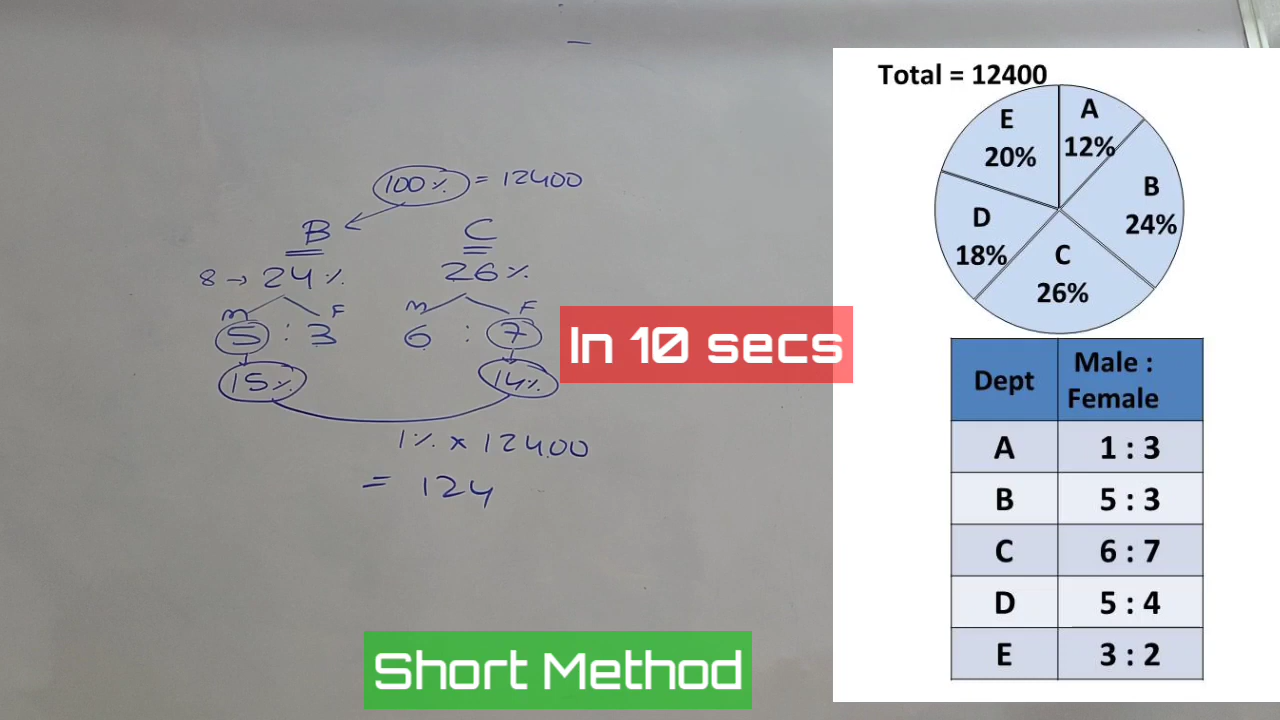 100% = 12400
B C
8 → 24% 26%
M F M F
5 : 3 6 : 7
15% 14%
1% × 12400
= 124
In 10 secs
Short Method
Total = 12400
E
20%
A
12%
B
24%
D
18%
C
26%
Dept Male : Female
A 1 : 3
B 5 : 3
C 6 : 7
D 5 : 4
E 3 : 2